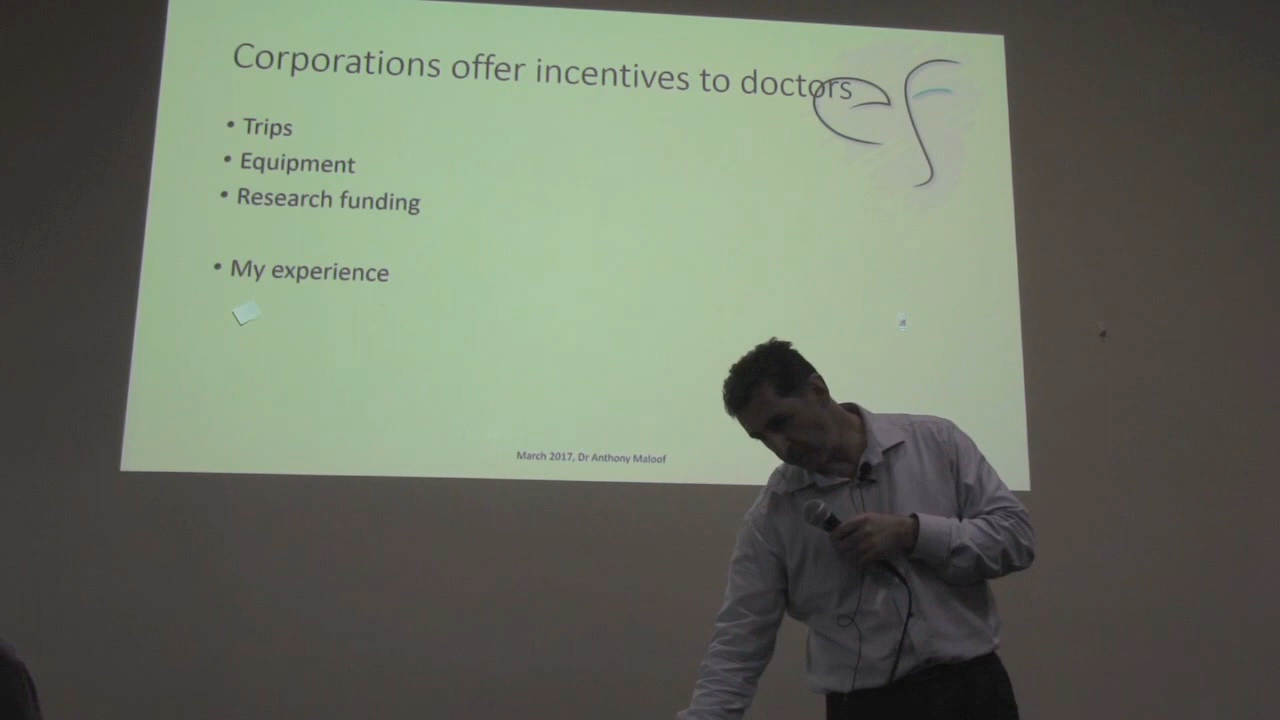 Corporations offer incentives to doctors
• Trips
• Equipment
• Research funding
• My experience
March 2017, Dr Anthony Maloof